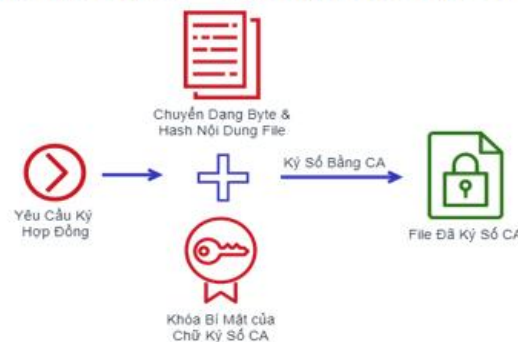 Chuyển Dạng Byte &
Hash Nội Dung File
Yêu Cầu Ký
Hợp Đồng
Ký Số Bằng CA
File Đã Ký Số CA
Khóa Bí Mật của
Chữ Ký Số CA